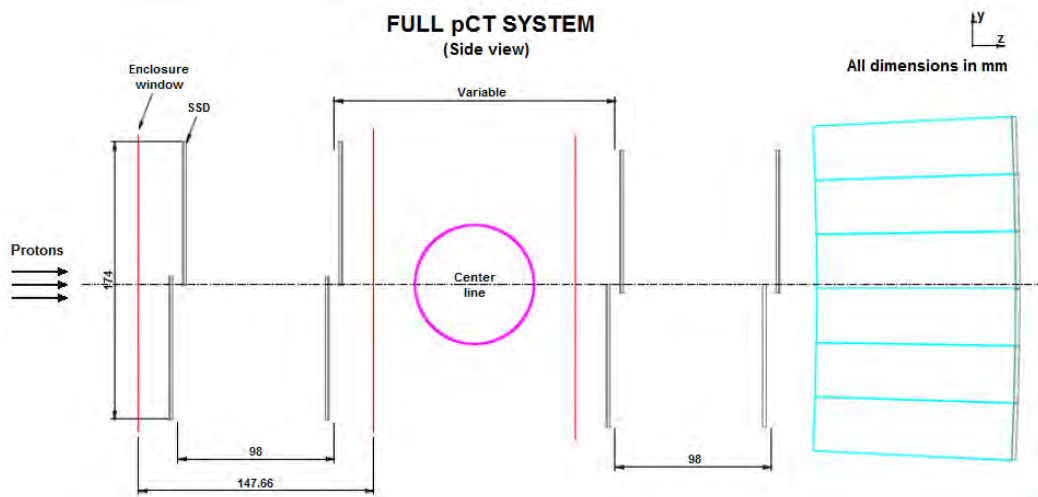 FULL pCT SYSTEM
(Side view)
y
z
All dimensions in mm
Enclosure
window
SSD
Variable
Protons
174
Center
line
98
98
147.66